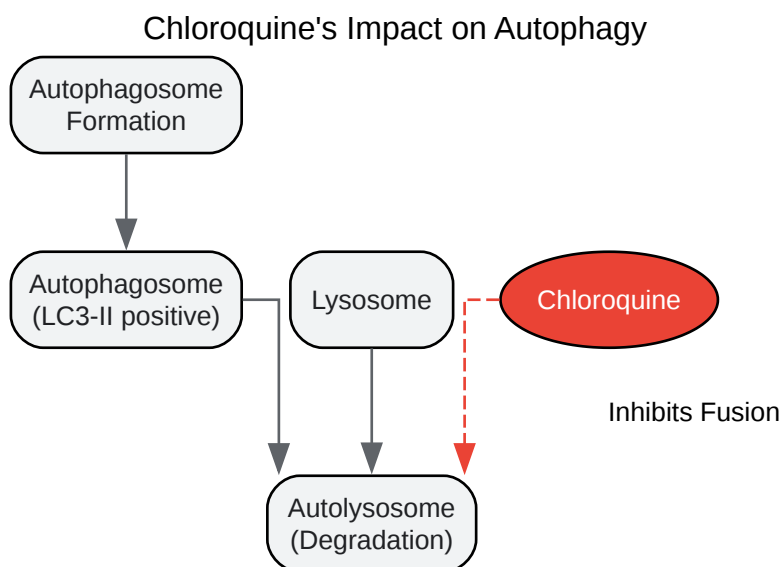 Chloroquine's Impact on Autophagy
Autophagosome
Formation
Autophagosome
(LC3-II positive)
Lysosome
Chloroquine
Inhibits Fusion
Autolysosome
(Degradation)